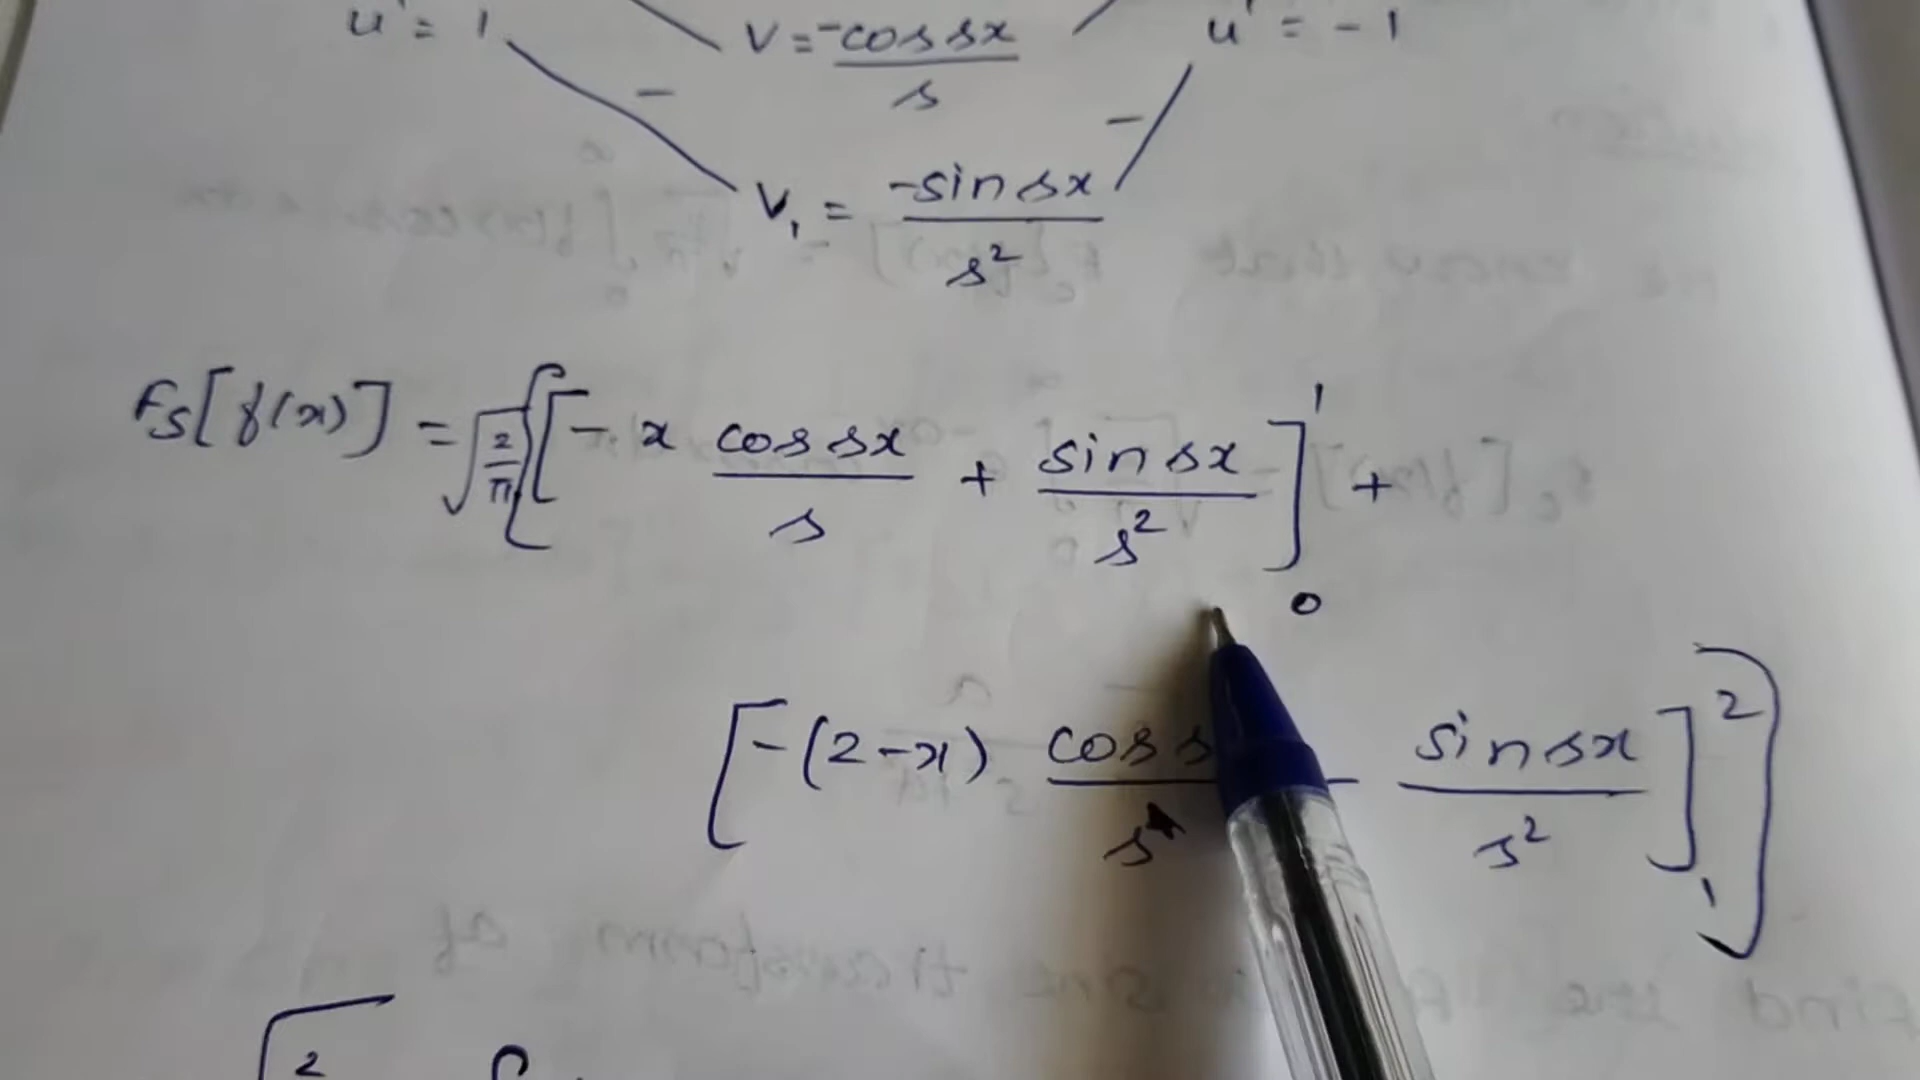 u' = 1 v = -cos sx / s u' = -1
v₁ = -sin sx / s²
Fs[f(x)] = √(2/π) { [ - x cos sx / s + sin sx / s² ]₀¹ +
[ -(2-x) cos s / s - sin sx / s² ]₁² }
√2